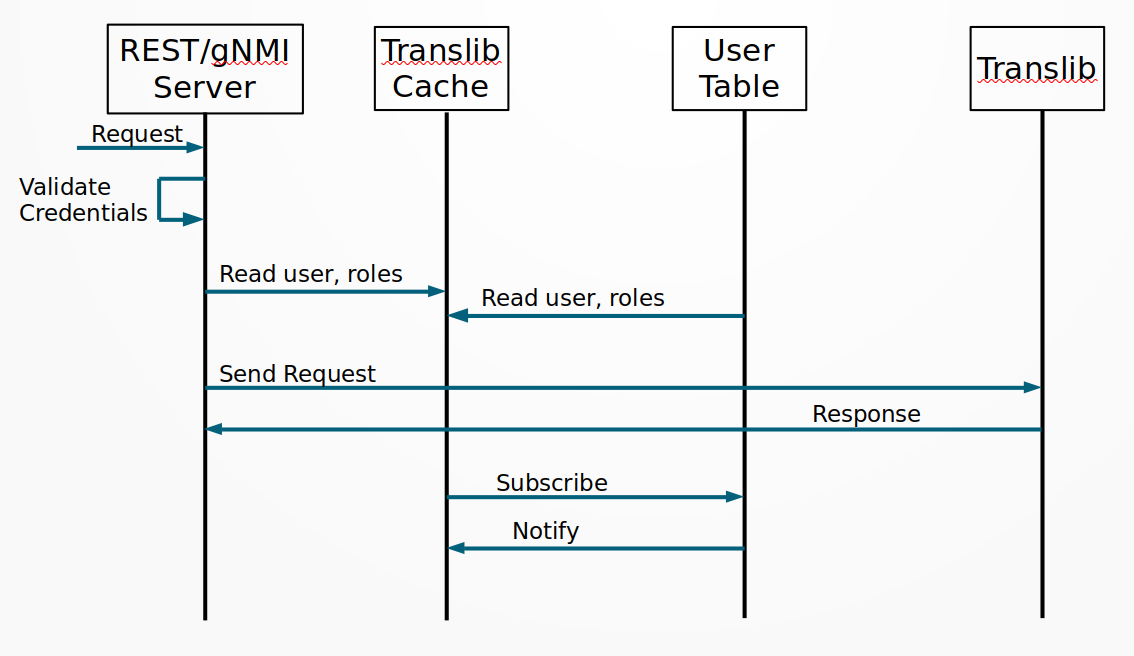 REST/gNMI
Server
Translib
Cache
User
Table
Translib
Request
Validate
Credentials
Read user, roles
Read user, roles
Send Request
Response
Subscribe
Notify